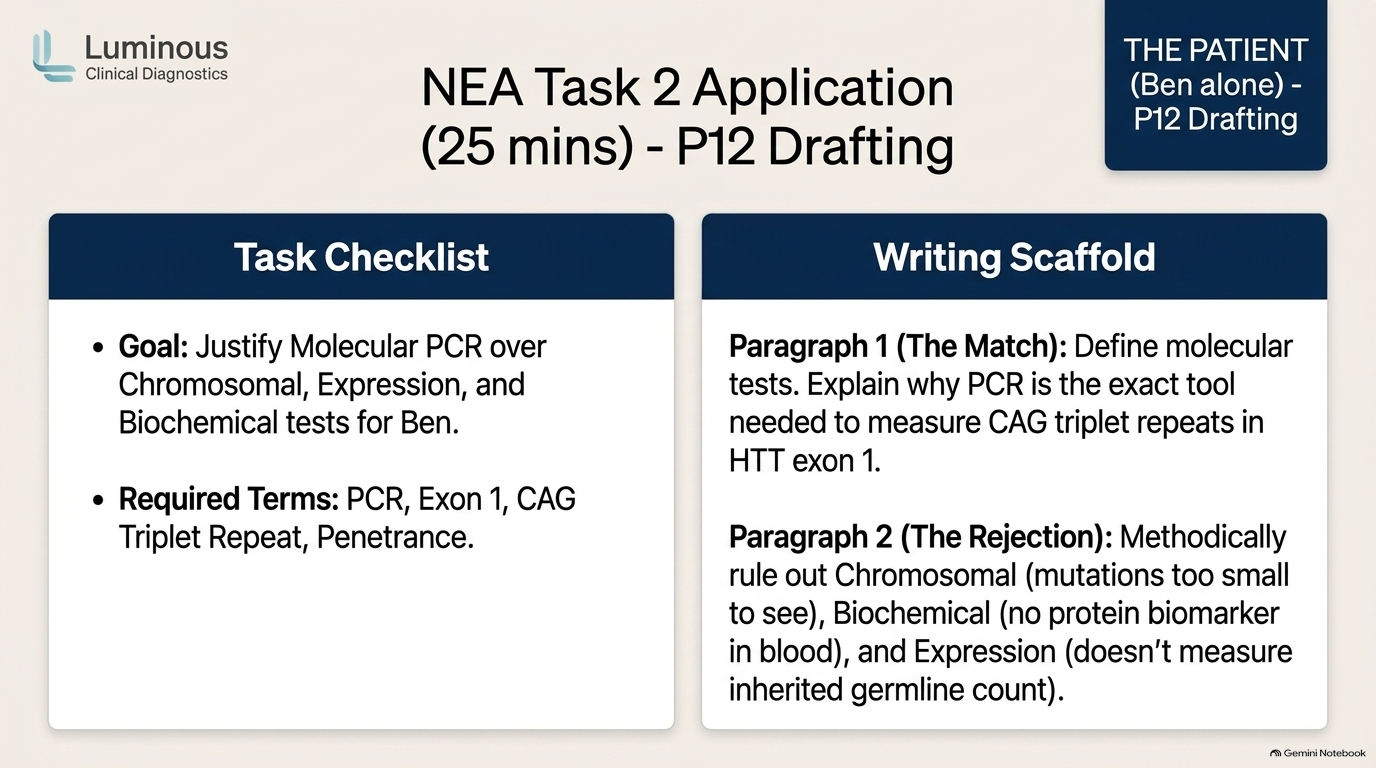 Luminous
Clinical Diagnostics
NEA Task 2 Application
(25 mins) - P12 Drafting
THE PATIENT
(Ben alone) -
P12 Drafting
Task Checklist
• Goal: Justify Molecular PCR over
Chromosomal, Expression, and
Biochemical tests for Ben.
• Required Terms: PCR, Exon 1, CAG
Triplet Repeat, Penetrance.
Writing Scaffold
Paragraph 1 (The Match): Define molecular
tests. Explain why PCR is the exact tool
needed to measure CAG triplet repeats in
HTT exon 1.
Paragraph 2 (The Rejection): Methodically
rule out Chromosomal (mutations too small
to see), Biochemical (no protein biomarker
in blood), and Expression (doesn't measure
inherited germline count).
Gemini Notebook